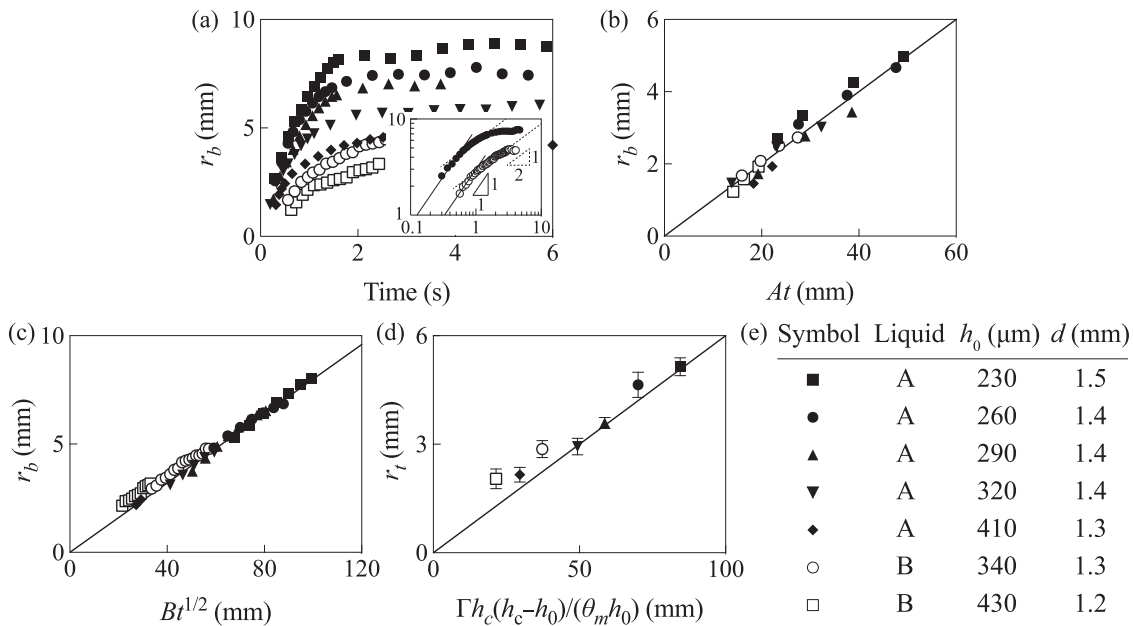 (a)
10
5
0
r_b (mm)
0 2 4 6
Time (s)
10
1
0.1 1 10
1
1
1
2
(b)
6
4
2
0
r_b (mm)
0 20 40 60
At (mm)
(c)
10
5
0
r_b (mm)
0 40 80 120
Bt^{1/2} (mm)
(d)
6
3
0
r_t (mm)
0 50 100
Γh_c(h_c–h_0)/(θ_m h_0) (mm)
(e) Symbol Liquid h_0 (μm) d (mm)
■ A 230 1.5
● A 260 1.4
▲ A 290 1.4
▼ A 320 1.4
◆ A 410 1.3
○ B 340 1.3
□ B 430 1.2